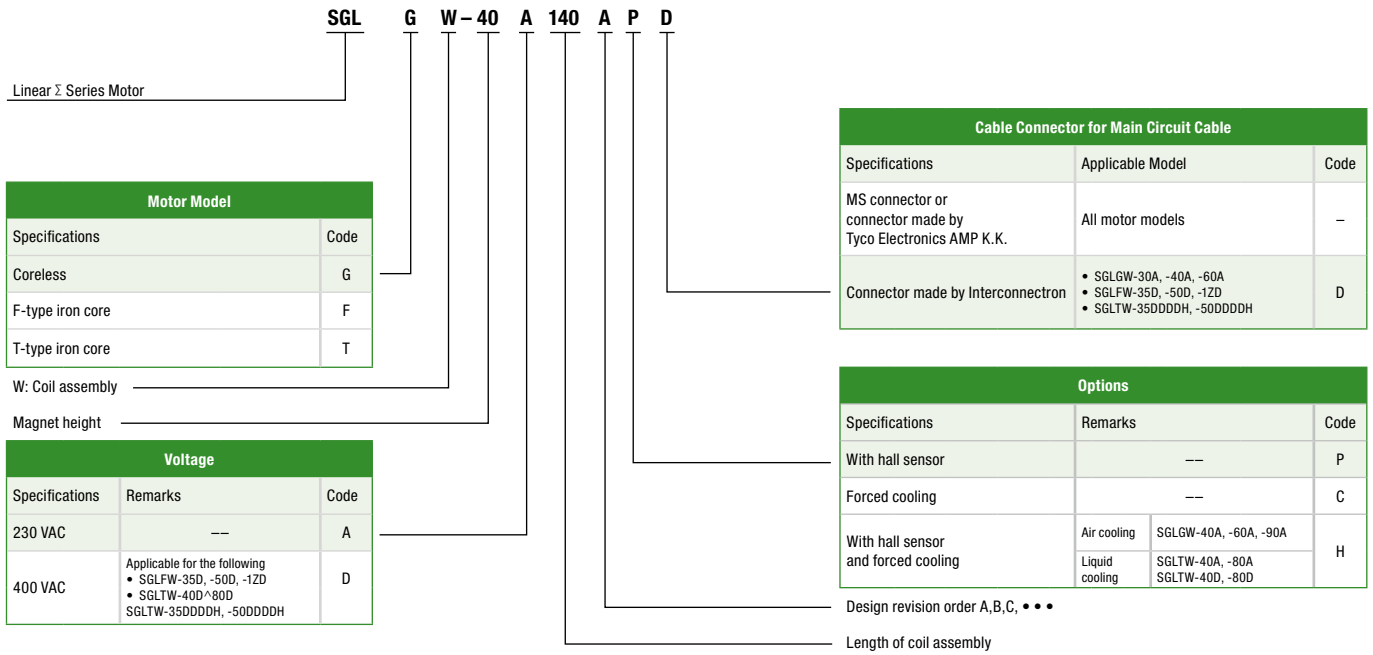 SGL G W – 40 A 140 A P D
Linear Σ Series Motor
Motor Model
Specifications Code
Coreless G
F-type iron core F
T-type iron core T
W: Coil assembly
Magnet height
Voltage
Specifications Remarks Code
230 VAC –– A
400 VAC
Applicable for the following
• SGLFW-35D, -50D, -1ZD
• SGLTW-40D^80D
SGLTW-35DDDDH, -50DDDDH
D
Cable Connector for Main Circuit Cable
Specifications Applicable Model Code
MS connector or
connector made by
Tyco Electronics AMP K.K.
All motor models –
Connector made by Interconnectron
• SGLGW-30A, -40A, -60A
• SGLFW-35D, -50D, -1ZD
• SGLTW-35DDDDH, -50DDDDH
D
Options
Specifications Remarks Code
With hall sensor –– P
Forced cooling –– C
With hall sensor
and forced cooling
Air cooling SGLGW-40A, -60A, -90A
Liquid
cooling
SGLTW-40A, -80A
SGLTW-40D, -80D
H
Design revision order A,B,C, • • •
Length of coil assembly